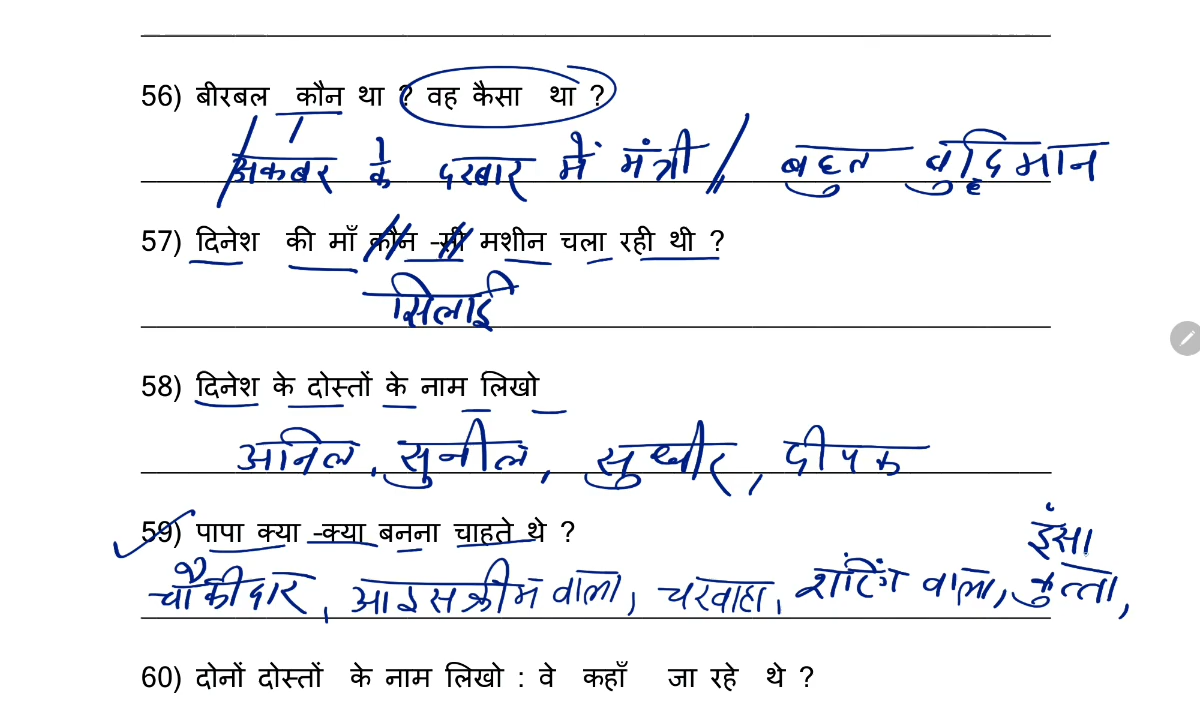 56) बीरबल कौन था ? वह कैसा था ?
अकबर के दरबार में मंत्री // बहुत बुद्धिमान
57) दिनेश की माँ कौन -सी मशीन चला रही थी ?
सिलाई
58) दिनेश के दोस्तों के नाम लिखो
अनिल, सुनील, सुधीर, दीपक
59) पापा क्या -क्या बनना चाहते थे ?
इंसा
चौकीदार, आइसक्रीम वाला, चरवाहा, शंटिंग वाला, कुत्ता,
60) दोनों दोस्तों के नाम लिखो : वे कहाँ जा रहे थे ?